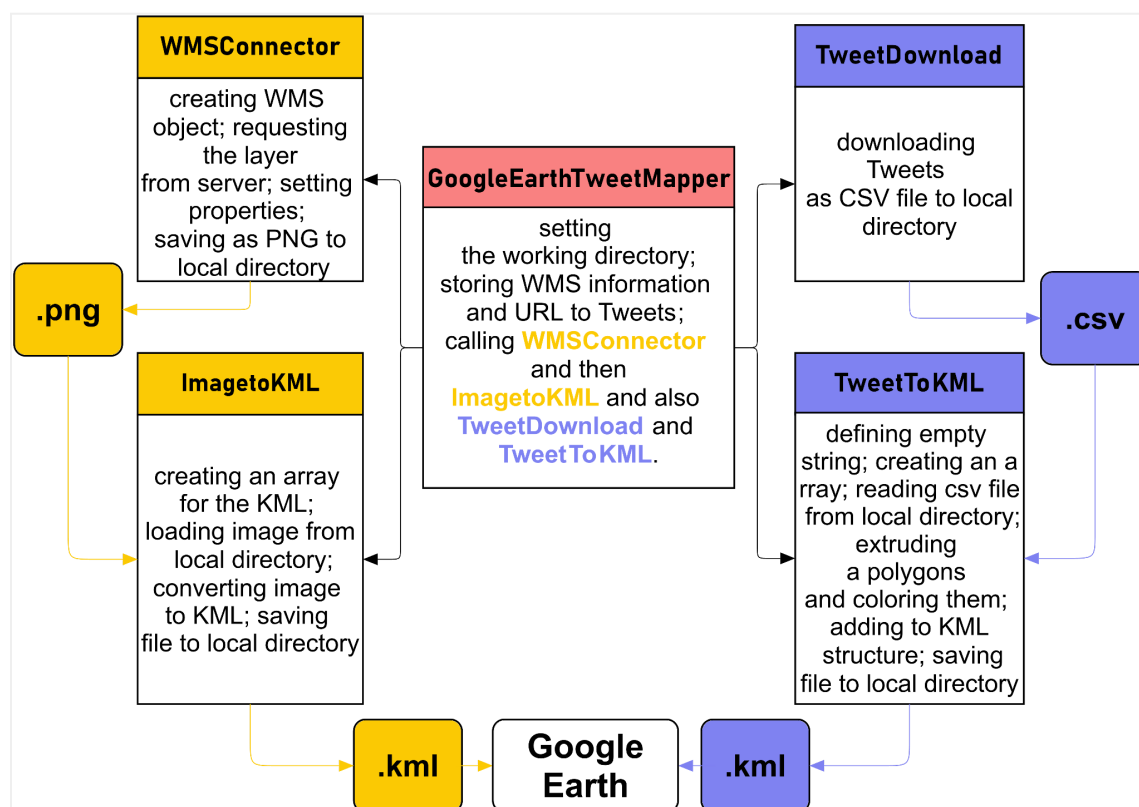 WMSConnector
creating WMS
object; requesting
the layer
from server; setting
properties;
saving as PNG to
local directory
.png
ImagetoKML
creating an array
for the KML;
loading image from
local directory;
converting image
to KML; saving
file to local directory
GoogleEarthTweetMapper
setting
the working directory;
storing WMS information
and URL to Tweets;
calling WMSConnector
and then
ImagetoKML and also
TweetDownload and
TweetToKML.
TweetDownload
downloading
Tweets
as CSV file to local
directory
.csv
TweetToKML
defining empty
string; creating an a
rray; reading csv file
from local directory;
extruding
a polygons
and coloring them;
adding to KML
structure; saving
file to local directory
.kml
Google
Earth
.kml